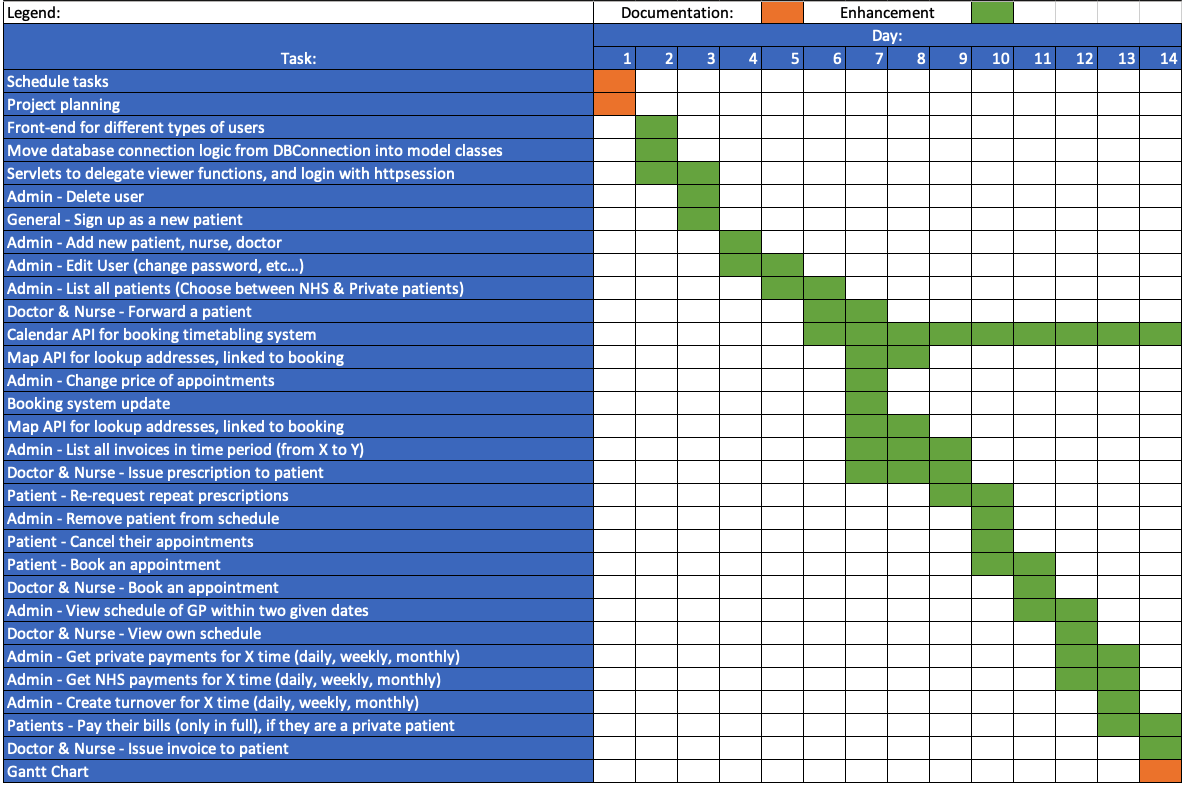 Legend: Documentation: Enhancement
Day:
Task: 1 2 3 4 5 6 7 8 9 10 11 12 13 14
Schedule tasks
Project planning
Front-end for different types of users
Move database connection logic from DBConnection into model classes
Servlets to delegate viewer functions, and login with httpsession
Admin - Delete user
General - Sign up as a new patient
Admin - Add new patient, nurse, doctor
Admin - Edit User (change password, etc...)
Admin - List all patients (Choose between NHS & Private patients)
Doctor & Nurse - Forward a patient
Calendar API for booking timetabling system
Map API for lookup addresses, linked to booking
Admin - Change price of appointments
Booking system update
Map API for lookup addresses, linked to booking
Admin - List all invoices in time period (from X to Y)
Doctor & Nurse - Issue prescription to patient
Patient - Re-request repeat prescriptions
Admin - Remove patient from schedule
Patient - Cancel their appointments
Patient - Book an appointment
Doctor & Nurse - Book an appointment
Admin - View schedule of GP within two given dates
Doctor & Nurse - View own schedule
Admin - Get private payments for X time (daily, weekly, monthly)
Admin - Get NHS payments for X time (daily, weekly, monthly)
Admin - Create turnover for X time (daily, weekly, monthly)
Patients - Pay their bills (only in full), if they are a private patient
Doctor & Nurse - Issue invoice to patient
Gantt Chart